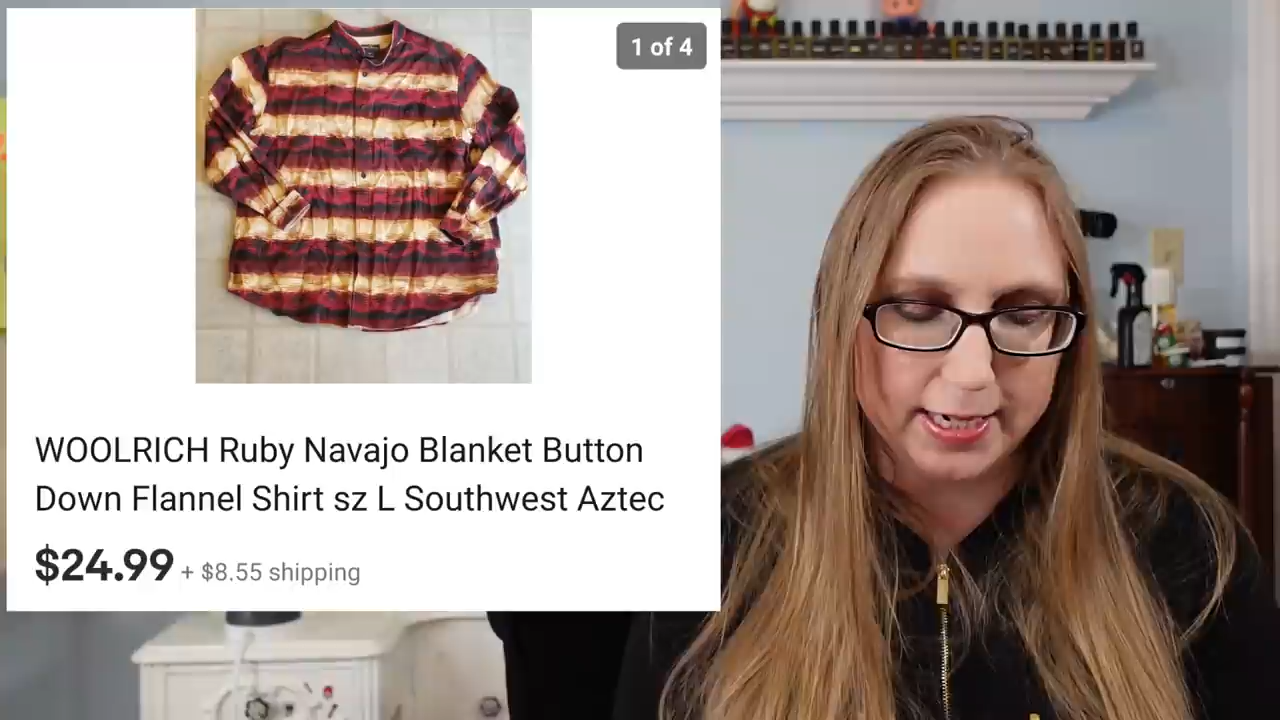 1 of 4
WOOLRICH Ruby Navajo Blanket Button
Down Flannel Shirt sz L Southwest Aztec
$24.99 + $8.55 shipping